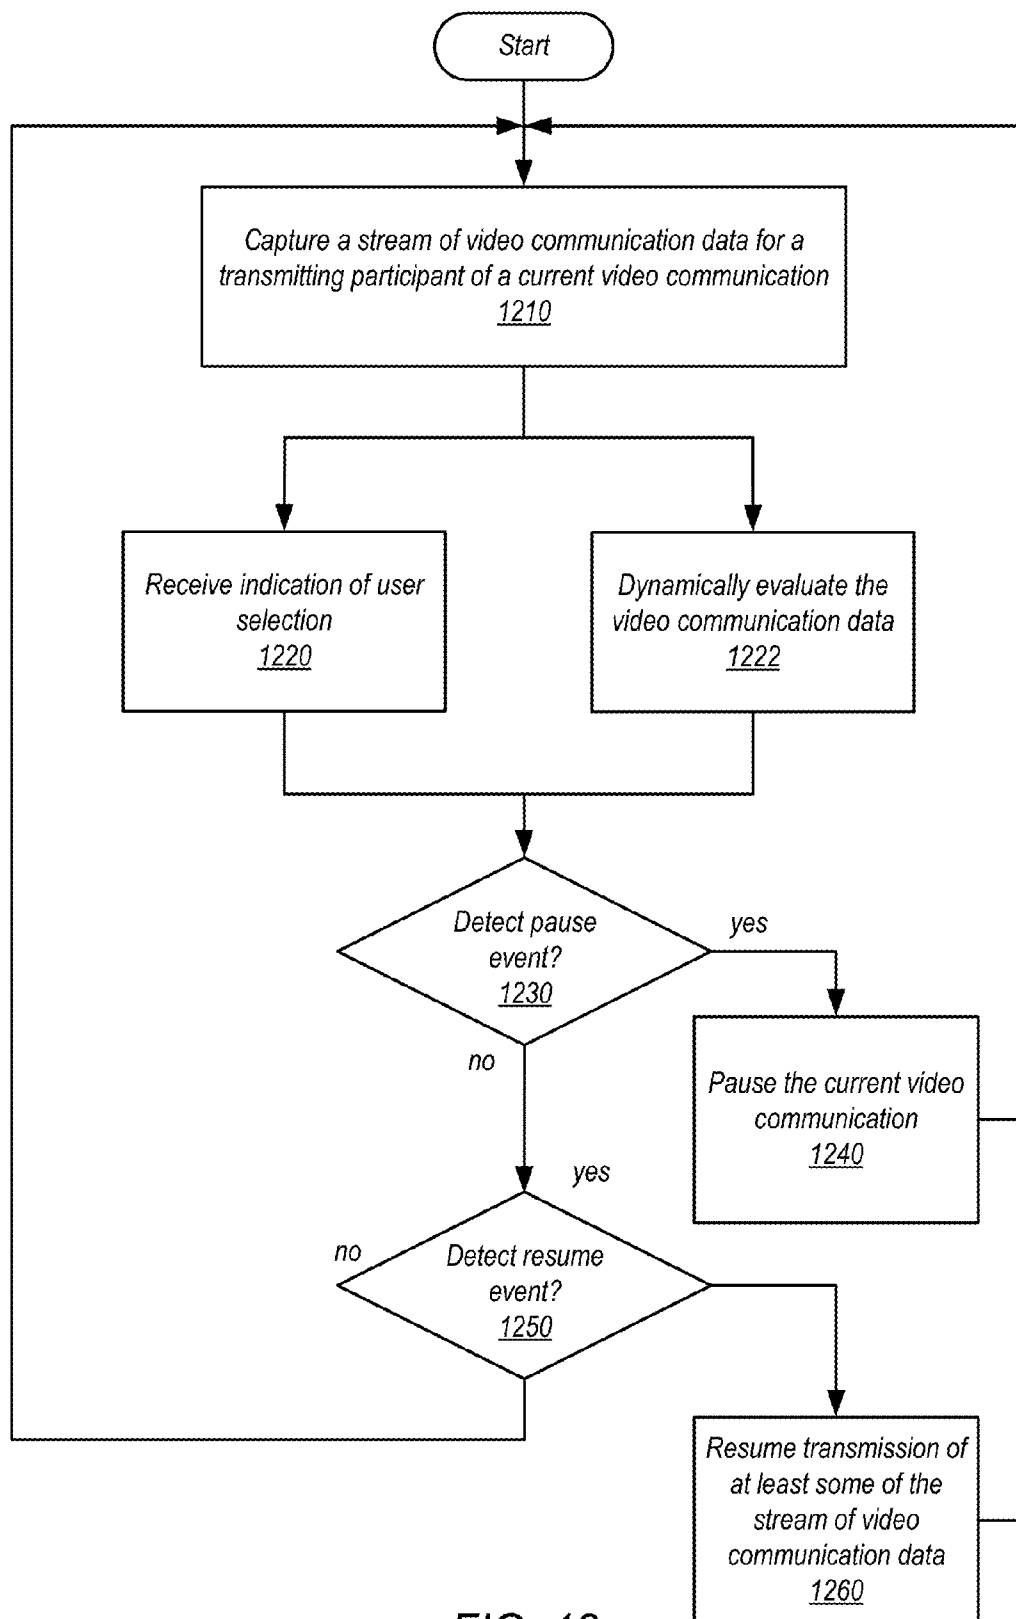 Start
Capture a stream of video communication data for a
transmitting participant of a current video communication
1210
Receive indication of user
selection
1220
Dynamically evaluate the
video communication data
1222
Detect pause
event?
1230
yes
no
Pause the current video
communication
1240
yes
no
Detect resume
event?
1250
Resume transmission of
at least some of the
stream of video
communication data
1260
FIG.